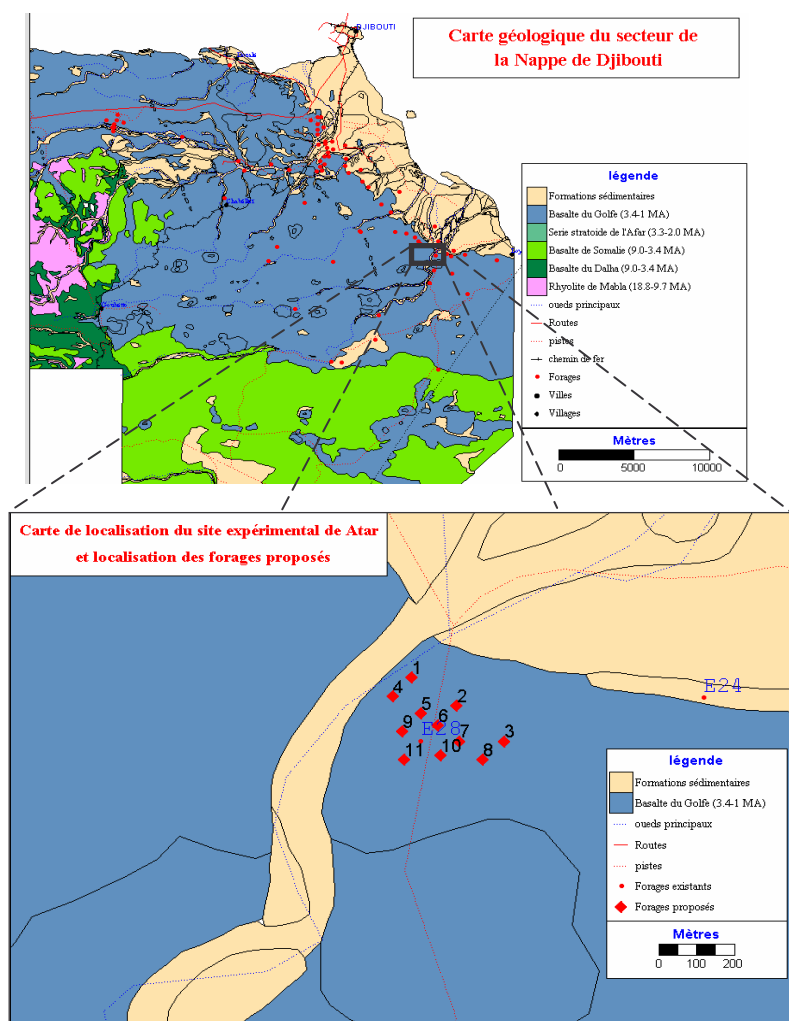 DJIBOUTI
Carte géologique du secteur de
la Nappe de Djibouti
légende
Formations sédimentaires
Basalte du Golfe (3.4-1 MA)
Serie stratoide de l'Afar (3.3-2.0 MA)
Basalte de Somalie (9.0-3.4 MA)
Basalte du Dalha (9.0-3.4 MA)
Rhyolite de Mabla (18.8-9.7 MA)
oueds principaux
Routes
pistes
chemin de fer
Forages
Villes
Villages
Mètres
0 5000 10000
Carte de localisation du site expérimental de Atar
et localisation des forages proposés
1
4
2
5
6
E24
9
E28
7
3
11
10
8
légende
Formations sédimentaires
Basalte du Golfe (3.4-1 MA)
oueds principaux
Routes
pistes
Forages existants
Forages proposés
Mètres
0 100 200